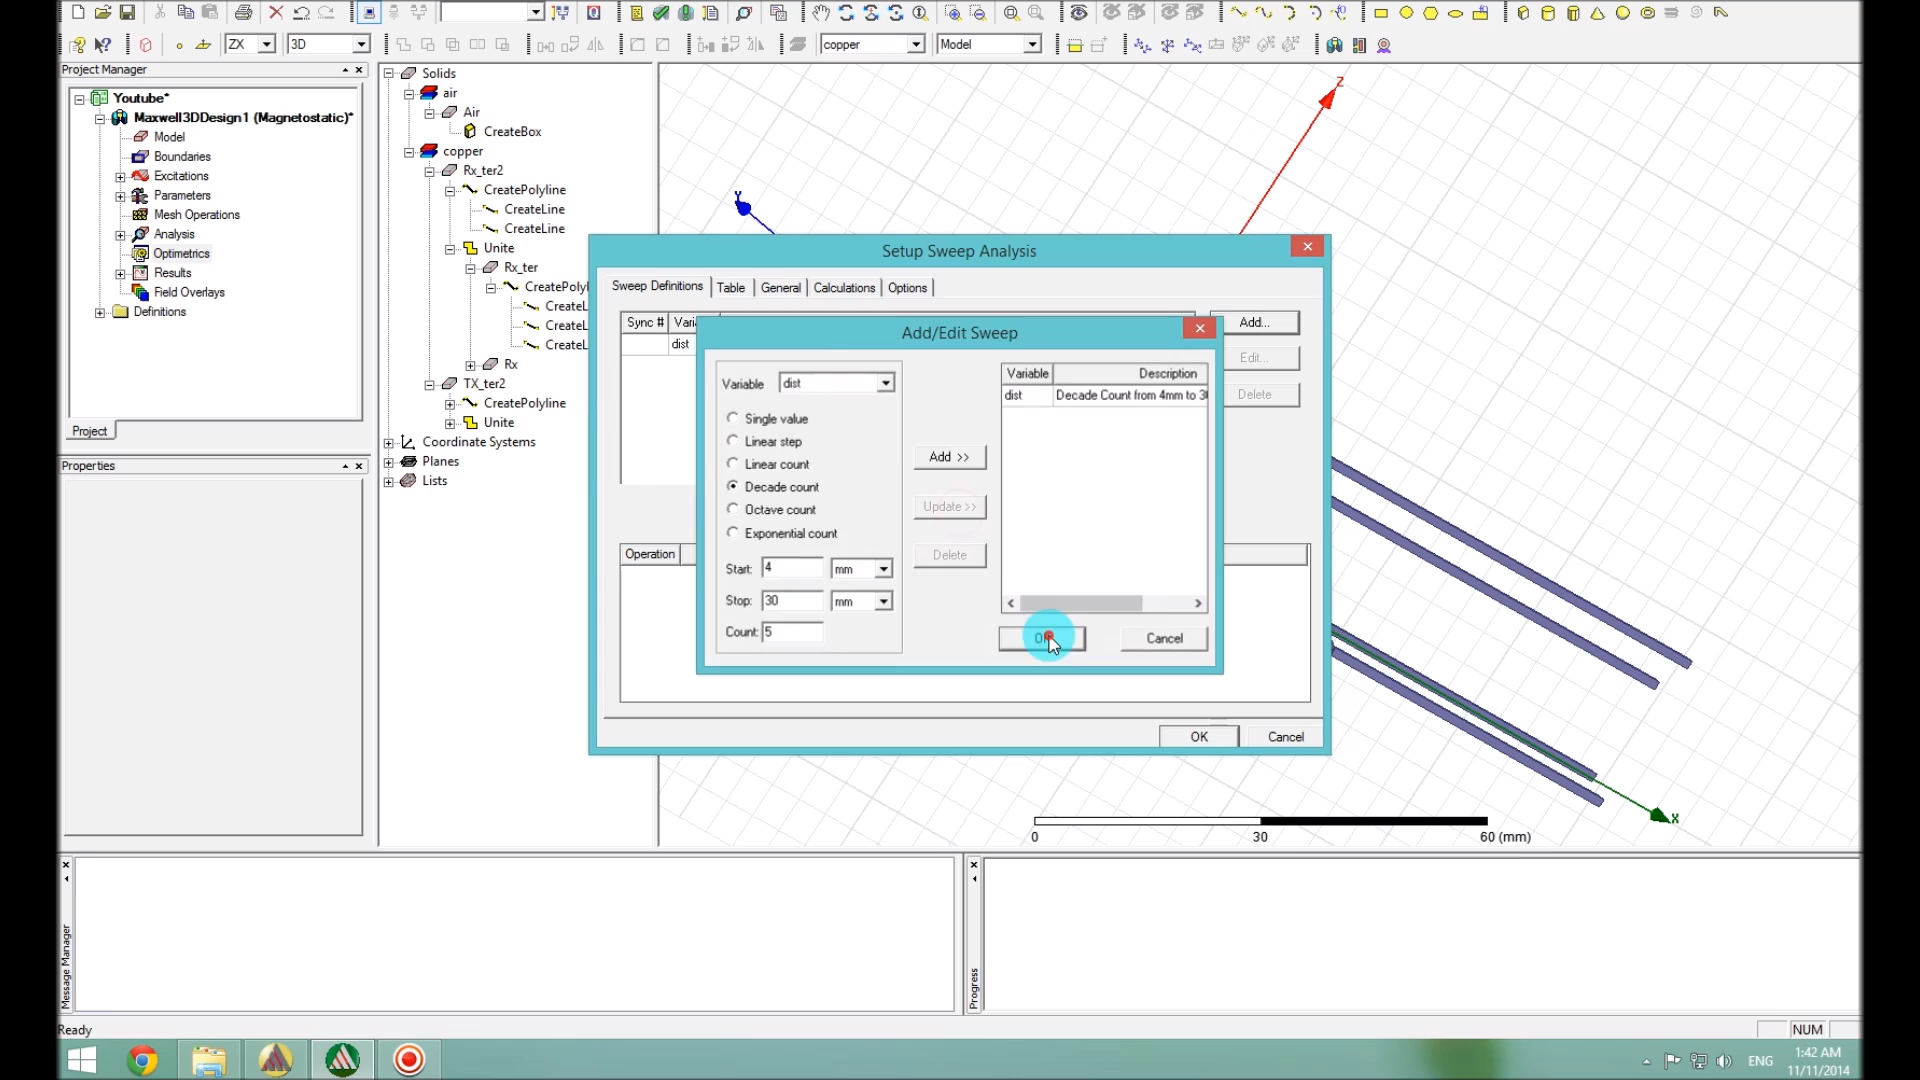 ZX
3D
copper
Model
Project Manager
Youtube*
Maxwell3DDesign1 (Magnetostatic)*
Model
Boundaries
Excitations
Parameters
Mesh Operations
Analysis
Optimetrics
Results
Field Overlays
Definitions
Project
Properties
Solids
air
Air
CreateBox
copper
Rx_ter2
CreatePolyline
CreateLine
CreateLine
Unite
Rx_ter
CreatePolyl
CreateL
CreateL
CreateL
Rx
TX_ter2
CreatePolyline
Unite
Coordinate Systems
Planes
Lists
Z
Y
X
0
30
60 (mm)
Setup Sweep Analysis
Sweep Definitions
Table
General
Calculations
Options
Sync #
Varia
dist
Add...
Edit...
Delete
Operation
OK
Cancel
Add/Edit Sweep
Variable
dist
Single value
Linear step
Linear count
Decade count
Octave count
Exponential count
Start:
4
mm
Stop:
30
mm
Count:
5
Add >>
Update >>
Delete
Variable
Description
dist
Decade Count from 4mm to 3
Cancel
Message Manager
Progress
Ready
NUM
ENG
1:42 AM
11/11/2014